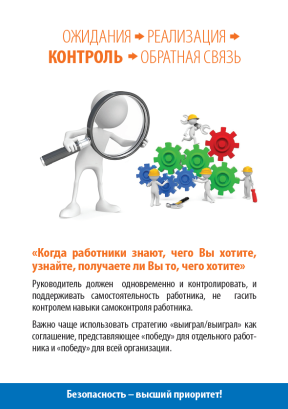 ОЖИДАНИЯ ➨ РЕАЛИЗАЦИЯ ➨
КОНТРОЛЬ ➨ ОБРАТНАЯ СВЯЗЬ
«Когда работники знают, чего Вы хотите,
узнайте, получаете ли Вы то, чего хотите»
Руководитель должен одновременно и контролировать, и
поддерживать самостоятельность работника, не гасить
контролем навыки самоконтроля работника.
Важно чаще использовать стратегию «выиграл/выиграл» как
соглашение, представляющее «победу» для отдельного работ-
ника и «победу» для всей организации.
Безопасность – высший приоритет!